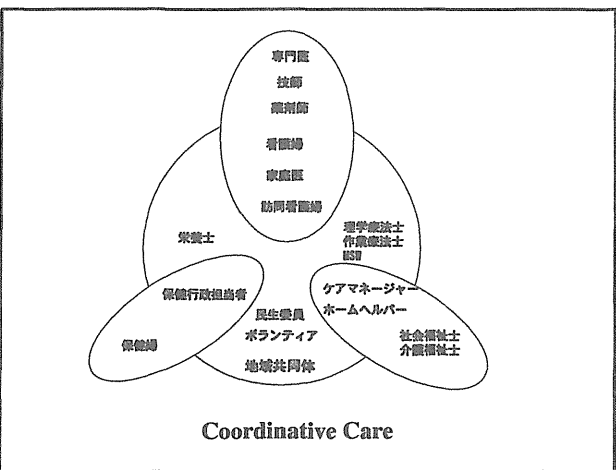 専門医
技師
薬剤師
看護婦
家庭医
訪問看護婦
栄養士
理学療法士
作業療法士
MSW
保健行政担当者
保健婦
民生委員
ボランティア
地域共同体
ケアマネージャー
ホームヘルパー
社会福祉士
介護福祉士
Coordinative Care